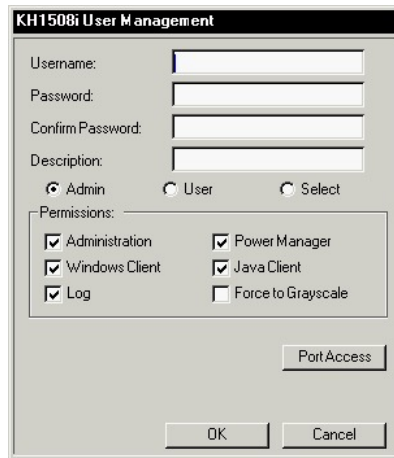 KH1508i User Management
Username:
Password:
Confirm Password:
Description:
Admin User Select
Permissions:
Administration Power Manager
Windows Client Java Client
Log Force to Grayscale
Port Access
OK Cancel